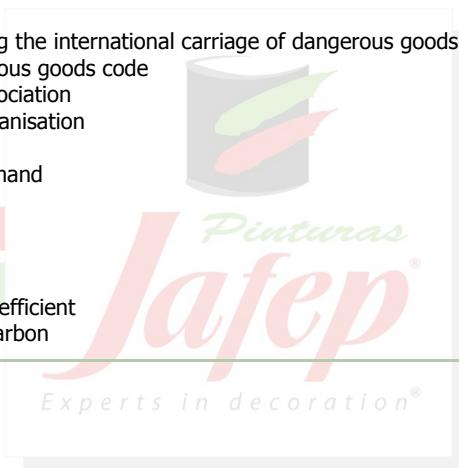 g the international carriage of dangerous goods
ous goods code
ociation
anisation
nand
efficient
arbon
Pinturas
Jafep®
Experts in decoration®